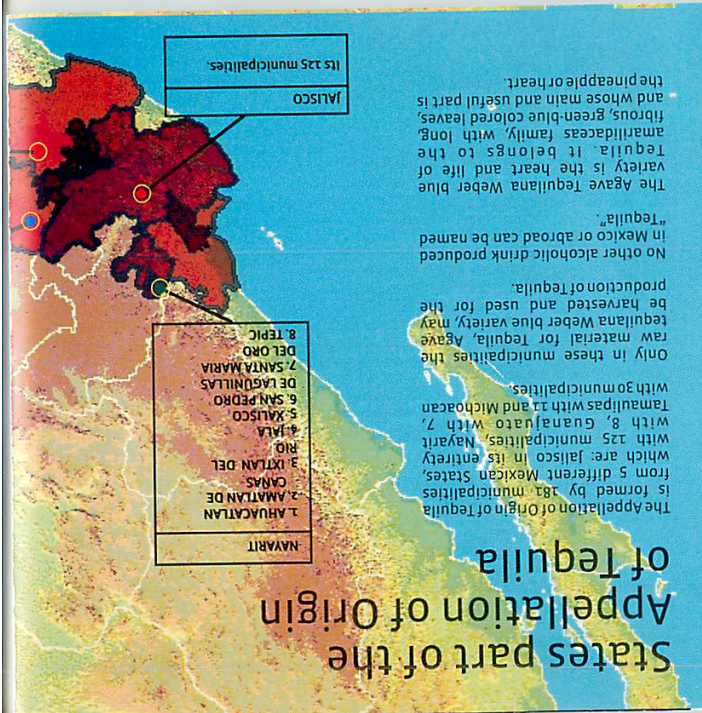 States part of the
Appellation of Origin
of Tequila
The Appellation of Origin of Tequila
is formed by 181 municipalities
from 5 different Mexican States,
which are: Jalisco in its entirety
with 125 municipalities, Nayarit
with 8, Guanajuato with 7,
Tamaulipas with 11 and Michoacan
with 30 municipalities.
Only in these municipalities the
raw material for Tequila, Agave
tequilana Weber blue variety, may
be harvested and used for the
production of Tequila.
No other alcoholic drink produced
in Mexico or abroad can be named
"Tequila".
The Agave Tequilana Weber blue
variety is the heart and life of
Tequila. It belongs to the
amarilidaceas family, with long,
fibrous, green-blue colored leaves,
and whose main and useful part is
the pineapple or heart.
NAYARIT
1. AHUACATLAN
2. AMATLAN DE
CANAS
3. IXTLAN DEL
RIO
4. JALA
5. XALISCO
6. SAN PEDRO
DE LAGUNILLAS
7. SANTA MARIA
DEL ORO
8. TEPIC
JALISCO
Its 125 municipalities.